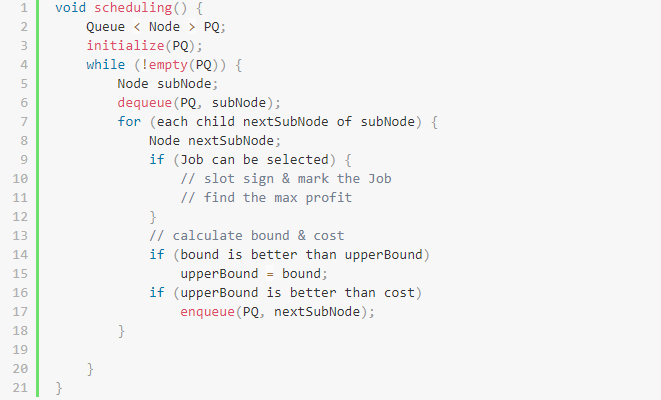 1 void scheduling() {
2 Queue < Node > PQ;
3 initialize(PQ);
4 while (!empty(PQ)) {
5 Node subNode;
6 dequeue(PQ, subNode);
7 for (each child nextSubNode of subNode) {
8 Node nextSubNode;
9 if (Job can be selected) {
10 // slot sign & mark the Job
11 // find the max profit
12 }
13 // calculate bound & cost
14 if (bound is better than upperBound)
15 upperBound = bound;
16 if (upperBound is better than cost)
17 enqueue(PQ, nextSubNode);
18 }
19
20 }
21 }